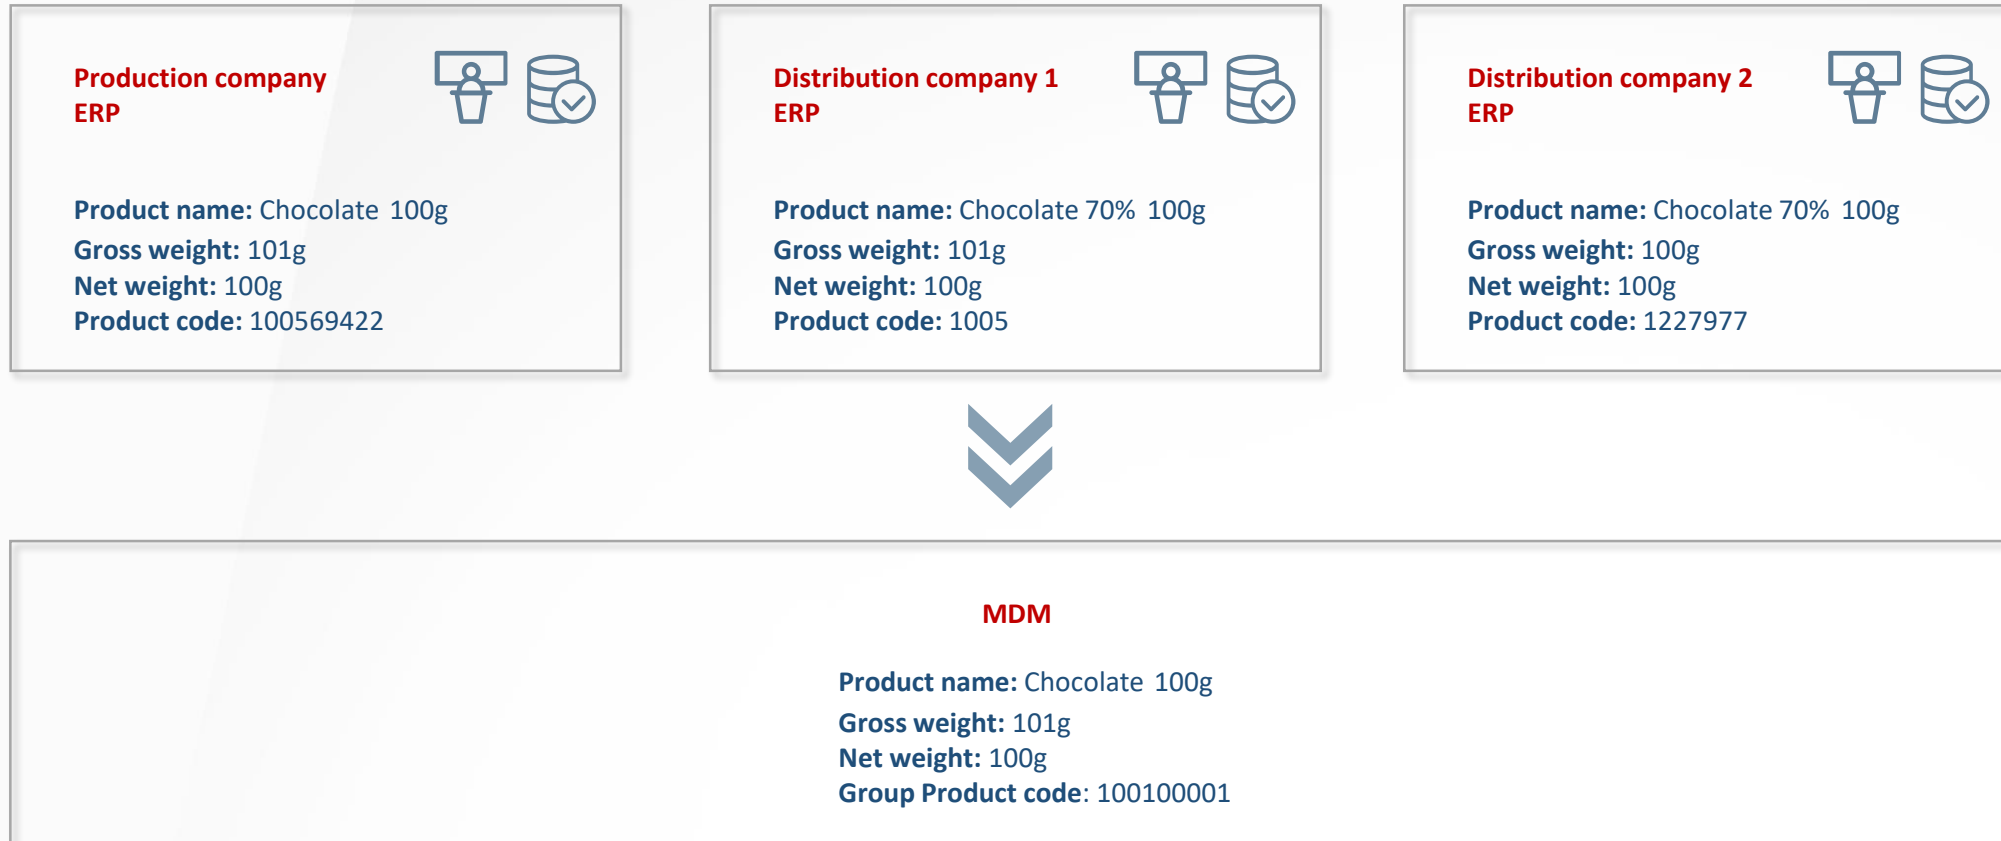 Production company
ERP
Product name: Chocolate 100g
Gross weight: 101g
Net weight: 100g
Product code: 100569422
Distribution company 1
ERP
Product name: Chocolate 70% 100g
Gross weight: 101g
Net weight: 100g
Product code: 1005
Distribution company 2
ERP
Product name: Chocolate 70% 100g
Gross weight: 100g
Net weight: 100g
Product code: 1227977
MDM
Product name: Chocolate 100g
Gross weight: 101g
Net weight: 100g
Group Product code: 100100001